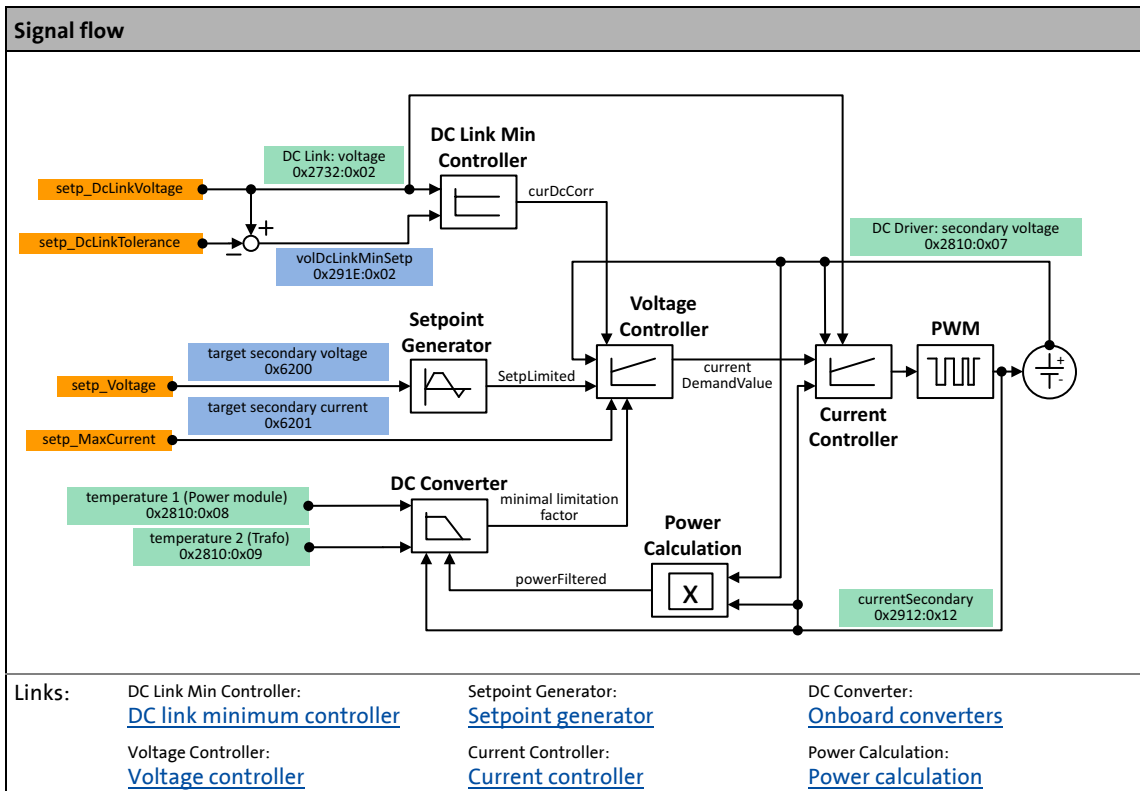 Signal flow
DC Link Min
Controller
DC Link: voltage
0x2732:0x02
setp_DcLinkVoltage
curDcCorr
+
setp_DcLinkTolerance
−
volDcLinkMinSetp
0x291E:0x02
DC Driver: secondary voltage
0x2810:0x07
Voltage
Controller
Setpoint
Generator
PWM
target secondary voltage
0x6200
setp_Voltage
SetpLimited
current
DemandValue
+
-
target secondary current
0x6201
Current
Controller
setp_MaxCurrent
DC Converter
temperature 1 (Power module)
0x2810:0x08
minimal limitation
factor
temperature 2 (Trafo)
0x2810:0x09
Power
Calculation
powerFiltered
X
currentSecondary
0x2912:0x12
Links:
DC Link Min Controller:
DC link minimum controller
Setpoint Generator:
Setpoint generator
DC Converter:
Onboard converters
Voltage Controller:
Voltage controller
Current Controller:
Current controller
Power Calculation:
Power calculation